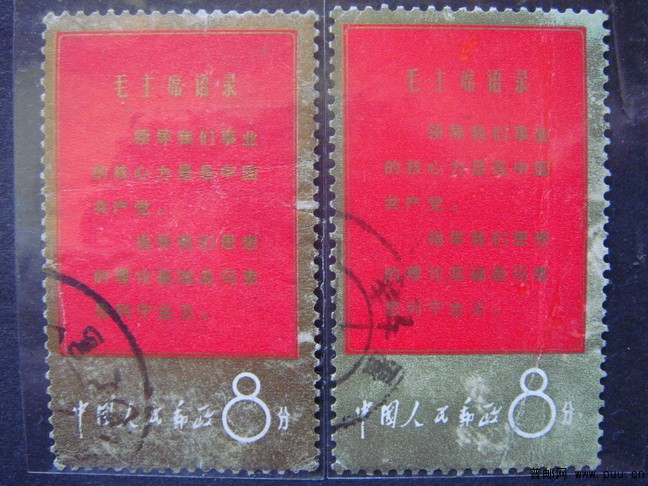 毛主席语录
领导我们事业
的核心力量是中国
共产党。
指导我们思想
的理论基础是马克
思列宁主义。
中国人民邮政 8分
毛主席语录
领导我们事业
的核心力量是中国
共产党。
指导我们思想
的理论基础是马克
思列宁主义。
中国人民邮政 8分
普邮网 www.puu.cn